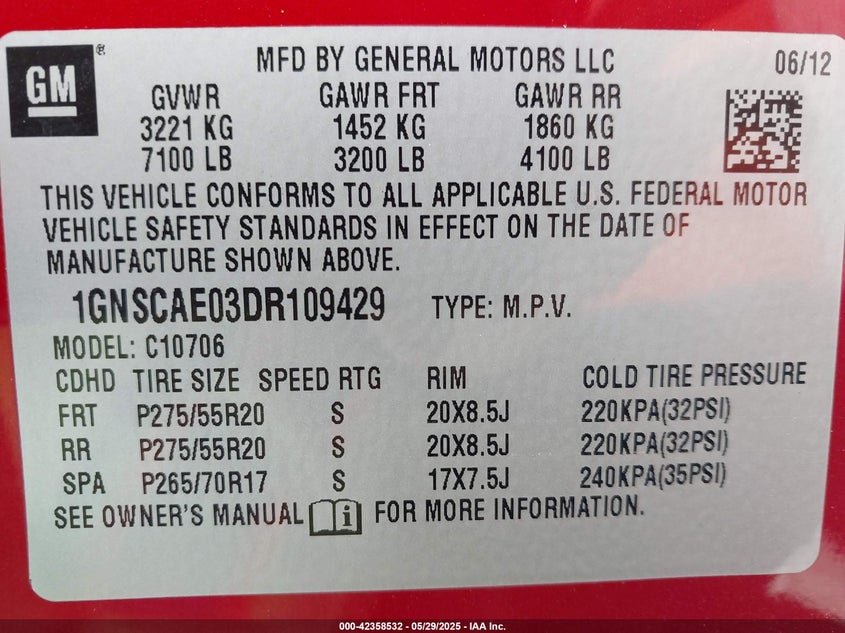 GM ® MFD BY GENERAL MOTORS LLC 06/12
GVWR GAWR FRT GAWR RR
3221 KG 1452 KG 1860 KG
7100 LB 3200 LB 4100 LB
THIS VEHICLE CONFORMS TO ALL APPLICABLE U.S. FEDERAL MOTOR
VEHICLE SAFETY STANDARDS IN EFFECT ON THE DATE OF
MANUFACTURE SHOWN ABOVE.
1GNSCAE03DR109429 TYPE: M.P.V.
MODEL: C10706
CDHD TIRE SIZE SPEED RTG RIM COLD TIRE PRESSURE
FRT P275/55R20 S 20X8.5J 220KPA(32PSI)
RR P275/55R20 S 20X8.5J 220KPA(32PSI)
SPA P265/70R17 S 17X7.5J 240KPA(35PSI)
SEE OWNER'S MANUAL i FOR MORE INFORMATION.
000-42358532 - 05/29/2025 - IAA Inc.